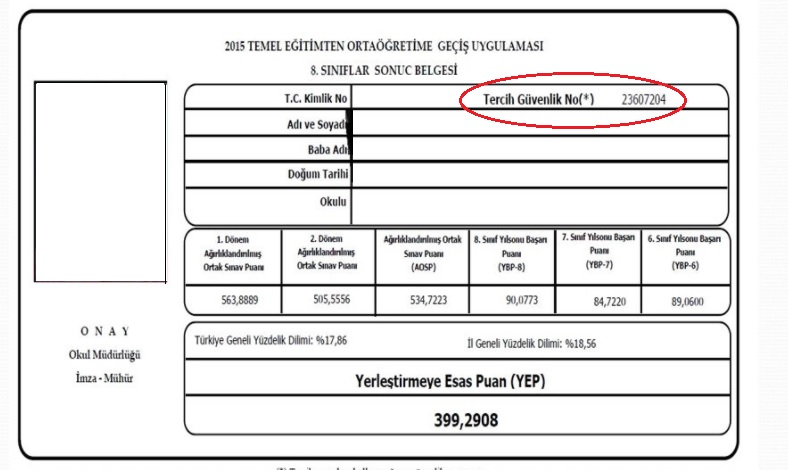 2015 TEMEL EĞİTİMTEN ORTAÖĞRETİME GEÇİŞ UYGULAMASI
8. SINIFLAR SONUC BELGESİ
T.C. Kimlik No
Tercih Güvenlik No(*) 23607204
Adı ve Soyadı
Baba Adı
Doğum Tarihi
Okulu
1. Dönem
Ağırlıklandırılmış
Ortak Sınav Puanı
2. Dönem
Ağırlıklandırılmış
Ortak Sınav Puanı
Ağırlıklandırılmış Ortak
Sınav Puanı
(AOSP)
8. Sınıf Yılsonu Başarı
Puanı
(YBP-8)
7. Sınıf Yılsonu Başarı
Puanı
(YBP-7)
6. Sınıf Yılsonu Başarı
Puanı
(YBP-6)
563,8889
505,5556
534,7223
90,0773
84,7220
89,0600
O N A Y
Okul Müdürlüğü
İmza - Mühür
Türkiye Geneli Yüzdelik Dilimi: %17,86
İl Geneli Yüzdelik Dilimi: %18,56
Yerleştirmeye Esas Puan (YEP)
399,2908